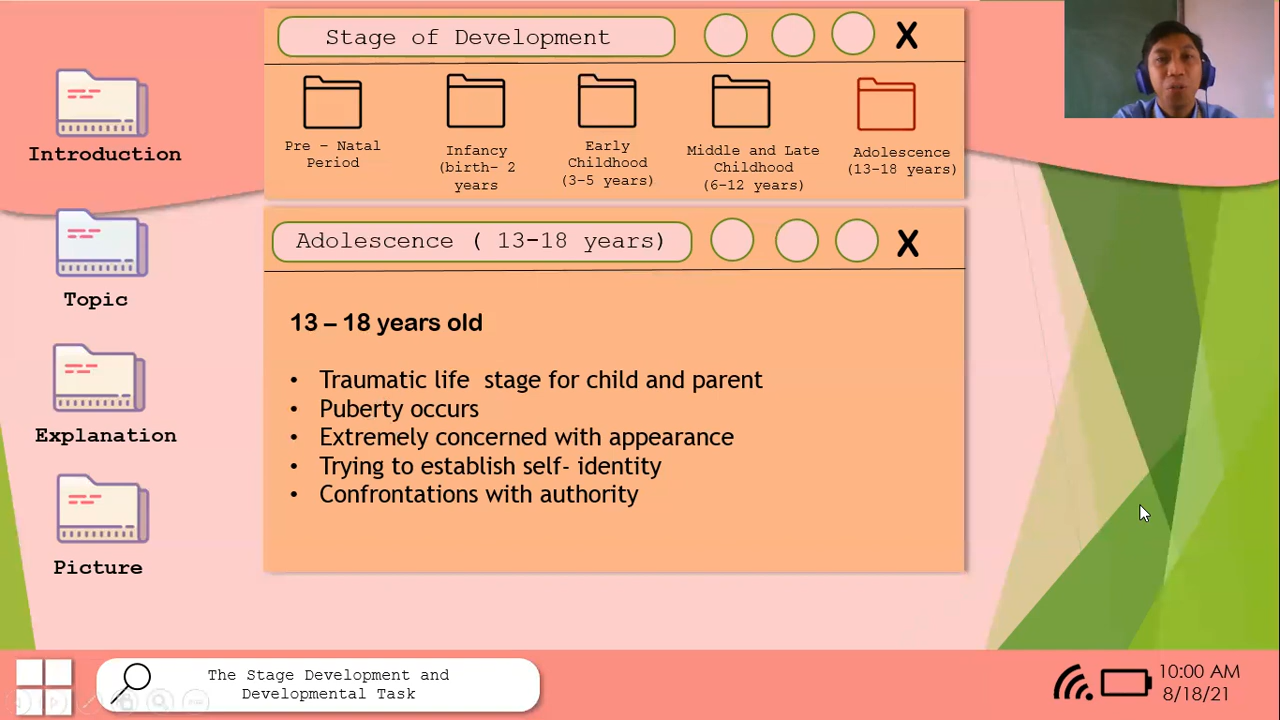 Stage of Development
X
Pre – Natal
Period
Infancy
(birth– 2
years
Early
Childhood
(3–5 years)
Middle and Late
Childhood
(6–12 years)
Adolescence
(13–18 years)
Introduction
Topic
Explanation
Picture
Adolescence ( 13-18 years)
X
13 – 18 years old
• Traumatic life  stage for child and parent
• Puberty occurs
• Extremely concerned with appearance
• Trying to establish self- identity
• Confrontations with authority
The Stage Development and
Developmental Task
10:00 AM
8/18/21